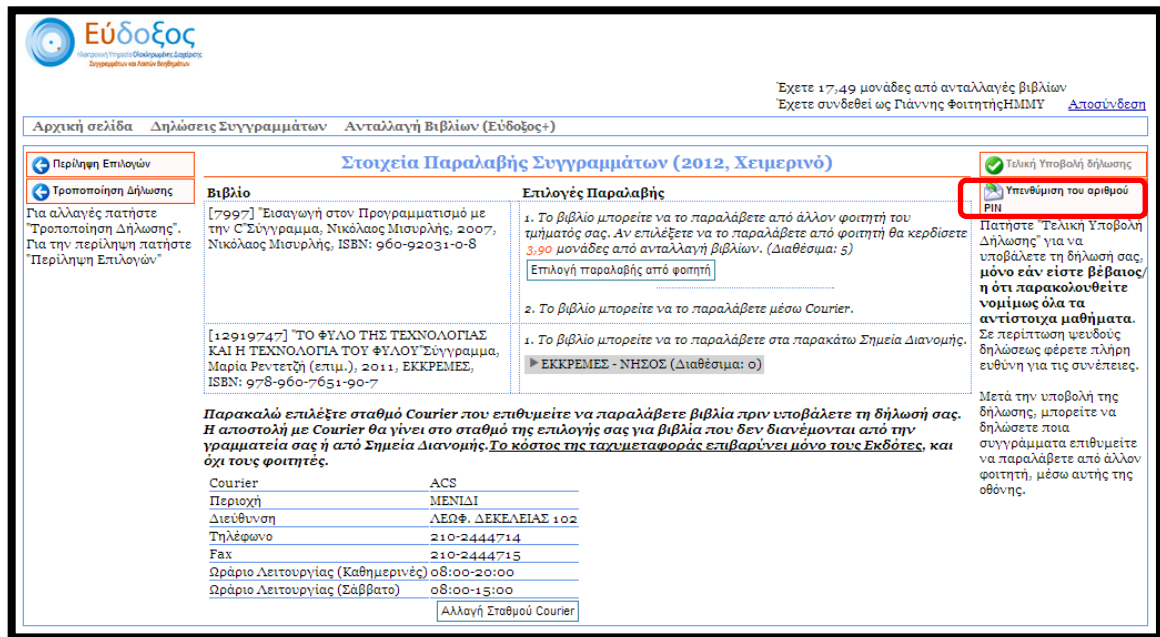 Εύδοξος
Ηλεκτρονική Υπηρεσία Ολοκληρωμένης Διαχείρισης
Συγγραμμάτων και Λοιπών Βοηθημάτων
Έχετε 17,49 μονάδες από ανταλλαγές βιβλίων
Έχετε συνδεθεί ως Γιάννης ΦοιτητήςΗΜΜΥ Αποσύνδεση
Αρχική σελίδα Δηλώσεις Συγγραμμάτων Ανταλλαγή Βιβλίων (Εύδοξος+)
Περίληψη Επιλογών
Τροποποίηση Δήλωσης
Για αλλαγές πατήστε
"Τροποποίηση Δήλωσης".
Για την περίληψη πατήστε
"Περίληψη Επιλογών"
Στοιχεία Παραλαβής Συγγραμμάτων (2012, Χειμερινό)
Βιβλίο Επιλογές Παραλαβής
[7997] "Εισαγωγή στον Προγραμματισμό με
την C"Σύγγραμμα, Νικόλαος Μισυρλής, 2007,
Νικόλαος Μισυρλής, ISBN: 960-92031-0-8
1. Το βιβλίο μπορείτε να το παραλάβετε από άλλον φοιτητή του
τμήματός σας. Αν επιλέξετε να το παραλάβετε από φοιτητή θα κερδίσετε
3,90 μονάδες από ανταλλαγή βιβλίων. (Διαθέσιμα: 5)
Επιλογή παραλαβής από φοιτητή
2. Το βιβλίο μπορείτε να το παραλάβετε μέσω Courier.
[12919747] "ΤΟ ΦΥΛΟ ΤΗΣ ΤΕΧΝΟΛΟΓΙΑΣ
ΚΑΙ Η ΤΕΧΝΟΛΟΓΙΑ ΤΟΥ ΦΥΛΟΥ"Σύγγραμμα,
Μαρία Ρεντετζή (επιμ.), 2011, ΕΚΚΡΕΜΕΣ,
ISBN: 978-960-7651-90-7
1. Το βιβλίο μπορείτε να το παραλάβετε στα παρακάτω Σημεία Διανομής.
ΕΚΚΡΕΜΕΣ - ΝΗΣΟΣ (Διαθέσιμα: 0)
Παρακαλώ επιλέξτε σταθμό Courier που επιθυμείτε να παραλάβετε βιβλία πριν υποβάλετε τη δήλωσή σας.
Η αποστολή με Courier θα γίνει στο σταθμό της επιλογής σας για βιβλία που δεν διανέμονται από την
γραμματεία σας ή από Σημεία Διανομής.Το κόστος της ταχυμεταφοράς επιβαρύνει μόνο τους Εκδότες, και
όχι τους φοιτητές.
Courier ACS
Περιοχή ΜΕΝΙΔΙ
Διεύθυνση ΛΕΩΦ. ΔΕΚΕΛΕΙΑΣ 102
Τηλέφωνο 210-2444714
Fax 210-2444715
Ωράριο Λειτουργίας (Καθημερινές) 08:00-20:00
Ωράριο Λειτουργίας (Σάββατο) 08:00-15:00
Αλλαγή Σταθμού Courier
Τελική Υποβολή δήλωσης
Υπενθύμιση του αριθμού
PIN
Πατήστε "Τελική Υποβολή
Δήλωσης" για να
υποβάλετε τη δήλωσή σας,
μόνο εάν είστε βέβαιος/
η ότι παρακολουθείτε
νομίμως όλα τα
αντίστοιχα μαθήματα.
Σε περίπτωση ψευδούς
δηλώσεως φέρετε πλήρη
ευθύνη για τις συνέπειες.
Μετά την υποβολή της
δήλωσης, μπορείτε να
δηλώσετε ποια
συγγράμματα επιθυμείτε
να παραλάβετε από άλλον
φοιτητή, μέσω αυτής της
οθόνης.